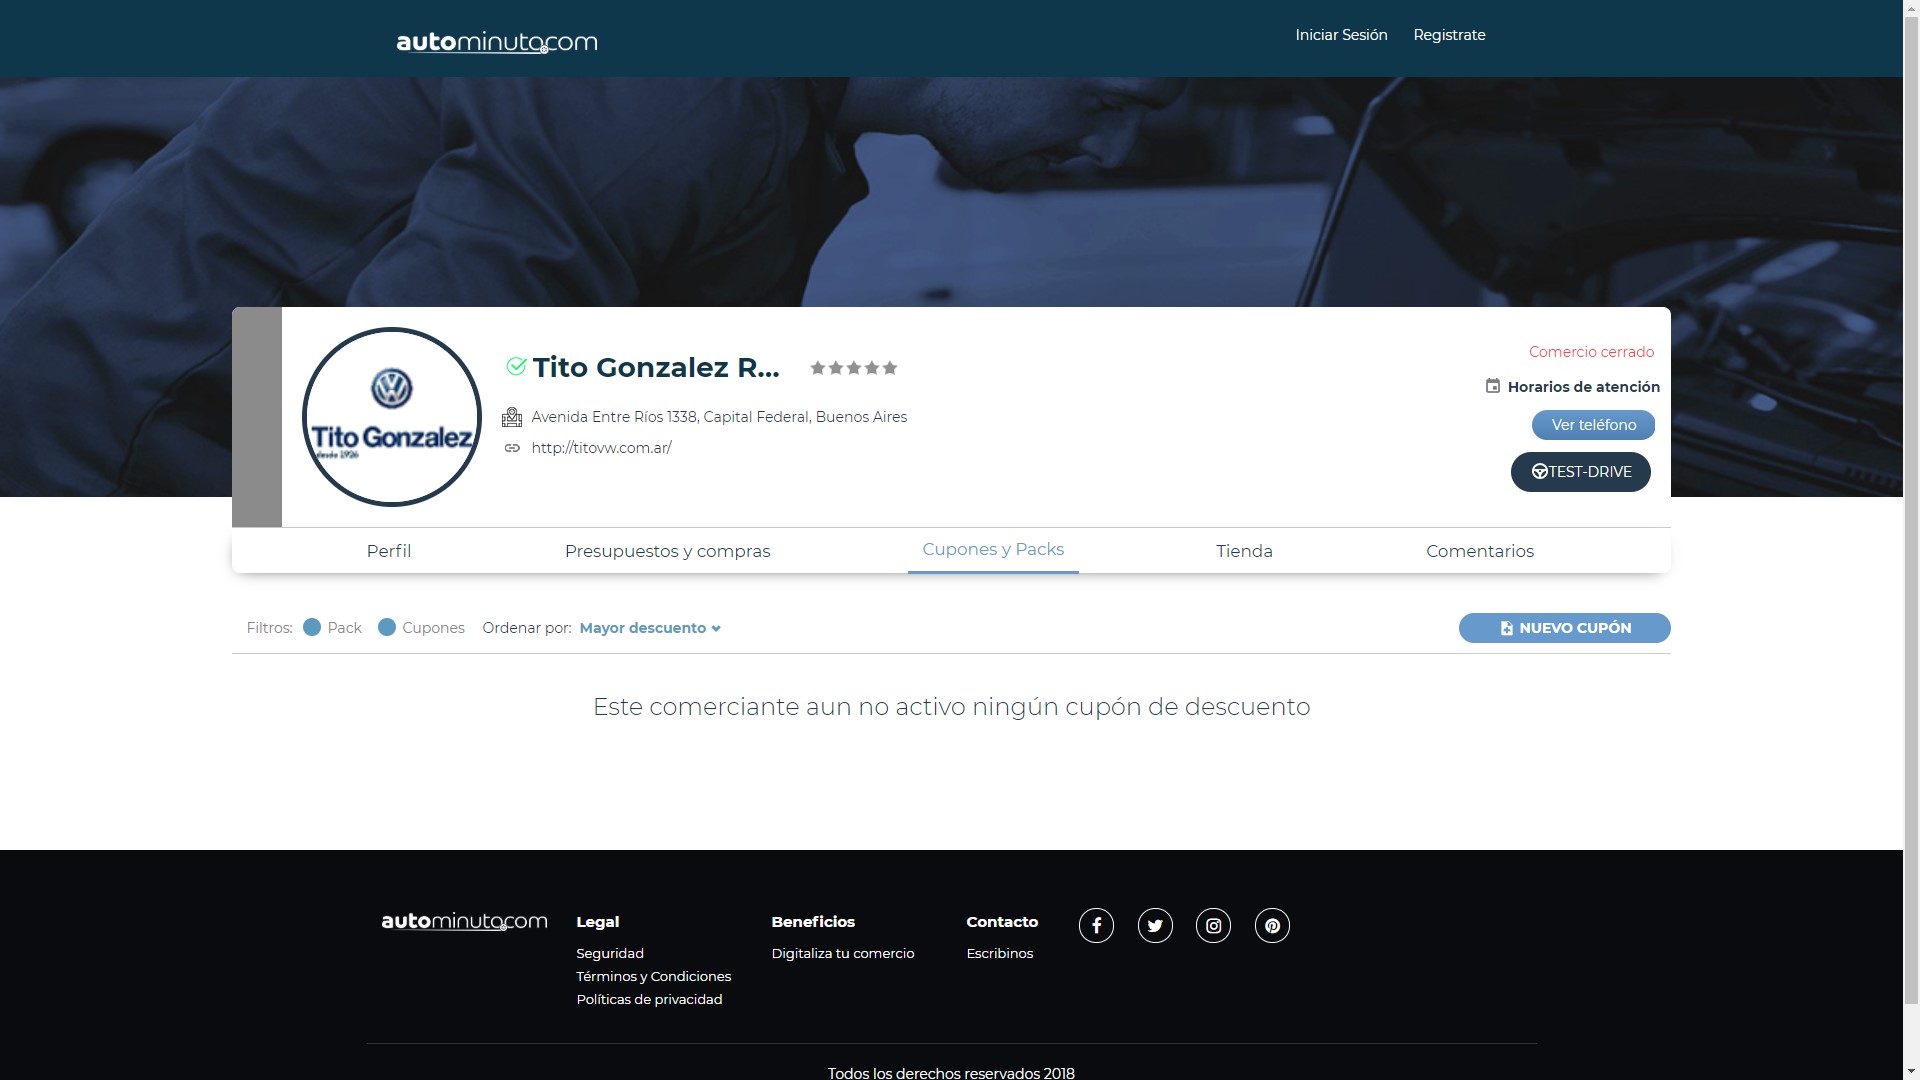 autominuto.com
Iniciar Sesión
Registrate
Tito Gonzalez
desde 1926
Tito Gonzalez R...
Avenida Entre Ríos 1338, Capital Federal, Buenos Aires
http://titovw.com.ar/
Comercio cerrado
Horarios de atención
Ver teléfono
TEST-DRIVE
Perfil
Presupuestos y compras
Cupones y Packs
Tienda
Comentarios
Filtros:
Pack
Cupones
Ordenar por: Mayor descuento
NUEVO CUPÓN
Este comerciante aun no activo ningún cupón de descuento
autominuto.com
Legal
Seguridad
Términos y Condiciones
Políticas de privacidad
Beneficios
Digitaliza tu comercio
Contacto
Escribinos
Todos los derechos reservados 2018